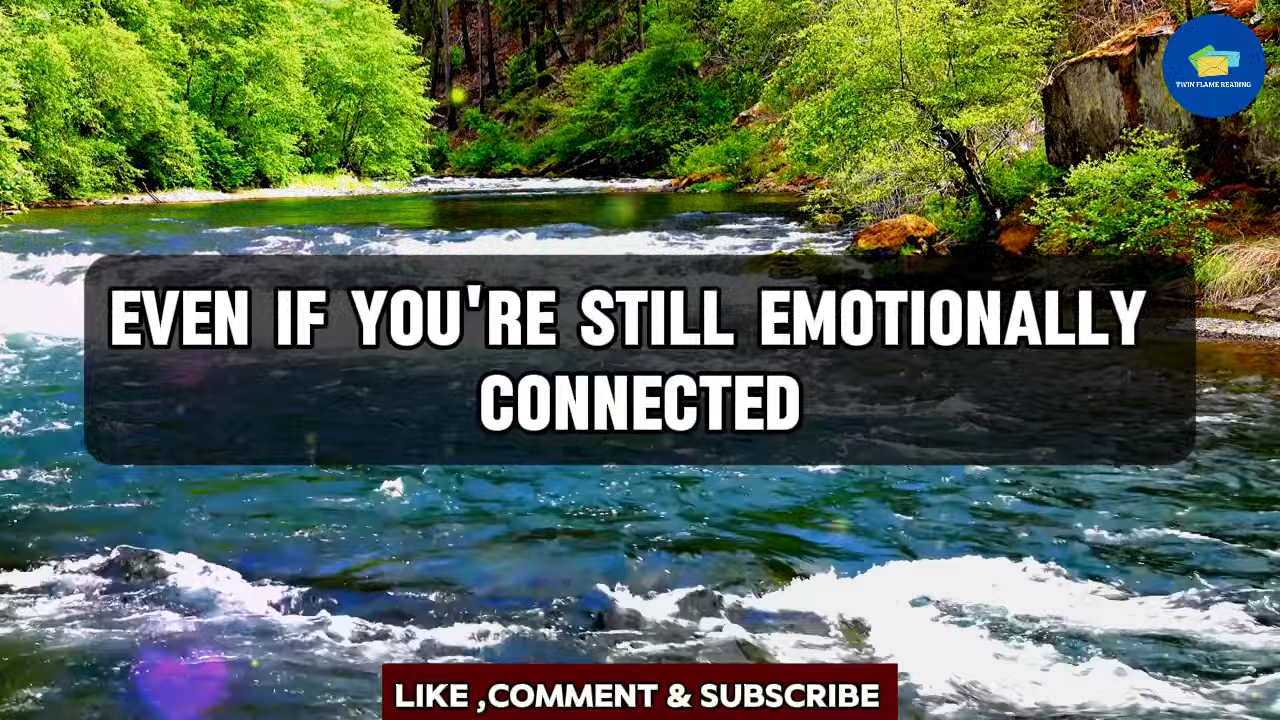 TWIN FLAME READING
EVEN IF YOU'RE STILL EMOTIONALLY
CONNECTED
LIKE ,COMMENT & SUBSCRIBE